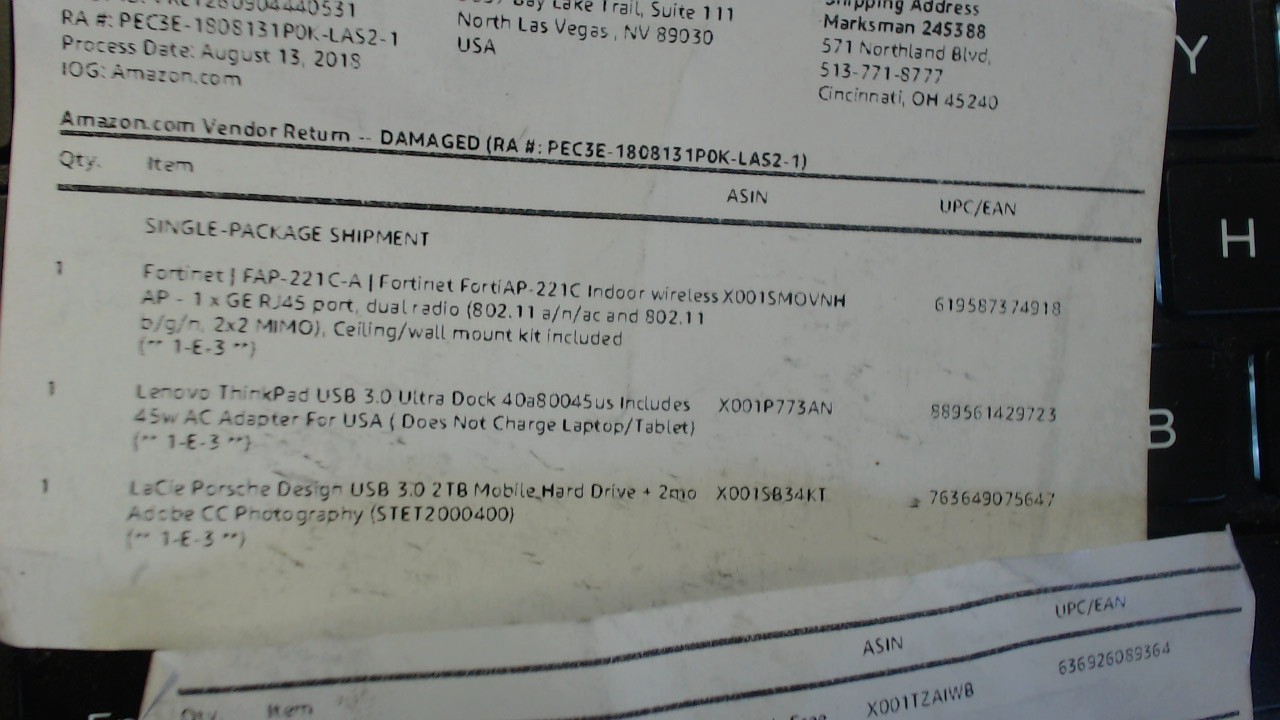 RA #: PEC3E-1808131P0K-LAS2-1
Process Date: August 13, 2018
IOG: Amazon.com
Bay Lake Trail, Suite 111
North Las Vegas , NV 89030
USA
Shipping Address
Marksman 245388
571 Northland Blvd,
513-771-8777
Cincinnati, OH 45240
Amazon.com Vendor Return -- DAMAGED (RA #: PEC3E-1808131P0K-LAS2-1)
Qty. Item ASIN UPC/EAN
SINGLE-PACKAGE SHIPMENT
1 Fortinet | FAP-221C-A | Fortinet FortiAP-221C Indoor wireless X001SMOVNH 619587374918
AP - 1 x GE RJ45 port, dual radio (802.11 a/n/ac and 802.11
b/g/n, 2x2 MIMO), Ceiling/wall mount kit included
(** 1-E-3 **)
1 Lenovo ThinkPad USB 3.0 Ultra Dock 40a80045us Includes X001P773AN 889561429723
45w AC Adapter For USA ( Does Not Charge Laptop/Tablet)
(** 1-E-3 **)
1 LaCie Porsche Design USB 3.0 2TB Mobile Hard Drive + 2mo X001SB34KT 763649075647
Adobe CC Photography (STET2000400)
(** 1-E-3 **)
Qty Item ASIN UPC/EAN
X001TZAIWB 636926089364
Y
H
B